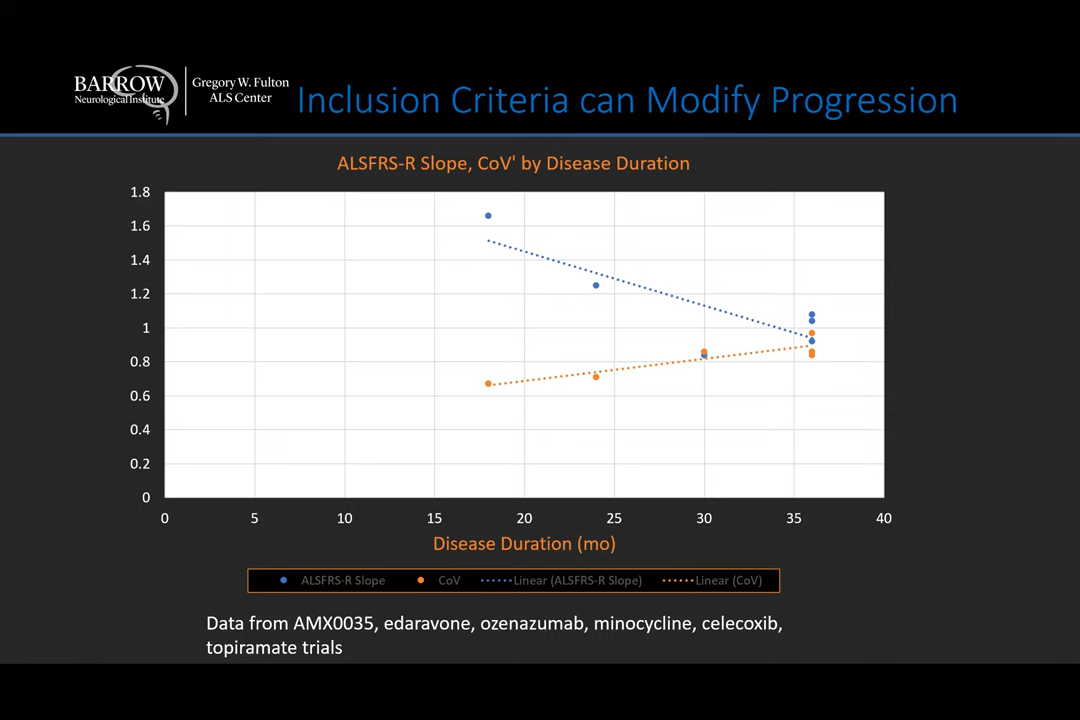 BARROW
Neurological Institute
Gregory W. Fulton
ALS Center
Inclusion Criteria can Modify Progression
ALSFRS-R Slope, CoV' by Disease Duration
1.8
1.6
1.4
1.2
1
0.8
0.6
0.4
0.2
0
0 5 10 15 20 25 30 35 40
Disease Duration (mo)
ALSFRS-R Slope CoV Linear (ALSFRS-R Slope) Linear (CoV)
Data from AMX0035, edaravone, ozenazumab, minocycline, celecoxib,
topiramate trials